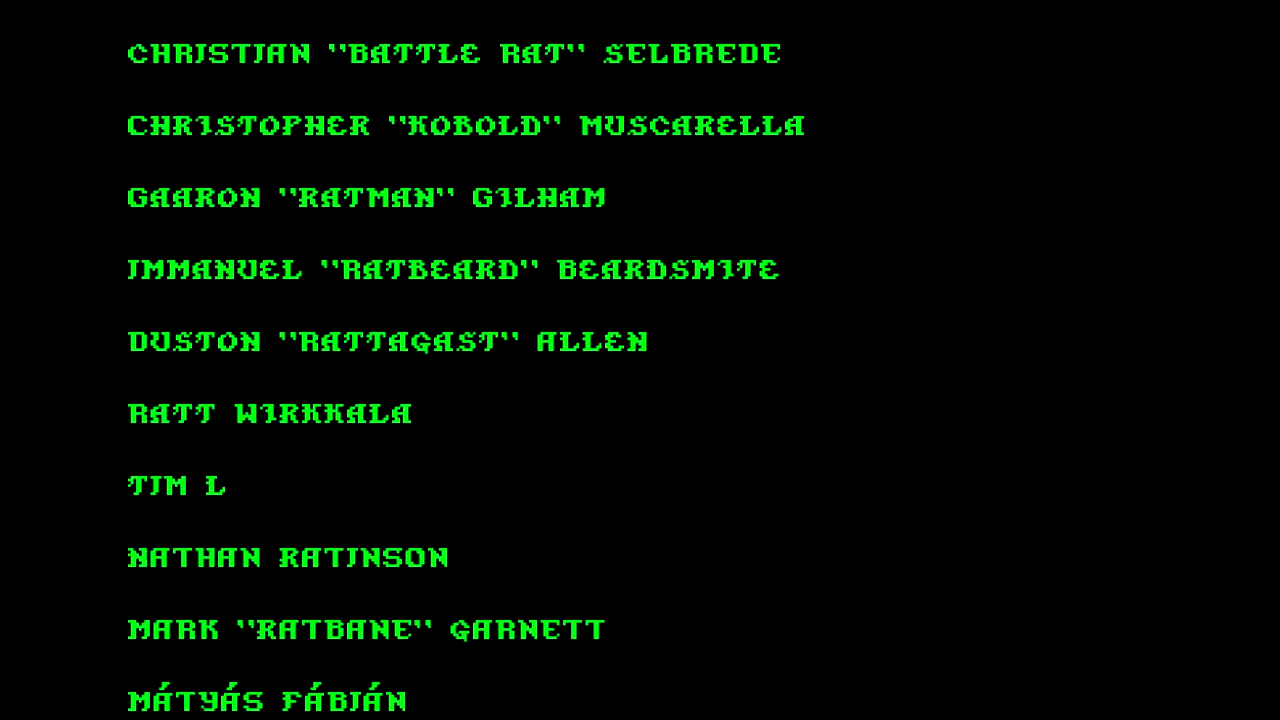 CHRISTIAN "BATTLE RAT" SELBREDE
CHRISTOPHER "KOBOLD" MUSCARELLA
GAARON "RATMAN" GILHAM
IMMANUEL "RATBEARD" BEARDSMITE
DUSTON "RATTAGAST" ALLEN
RATT WIRKKALA
TIM L
NATHAN RATINSON
MARK "RATBANE" GARNETT
MÁTYÁS FÁBIÁN